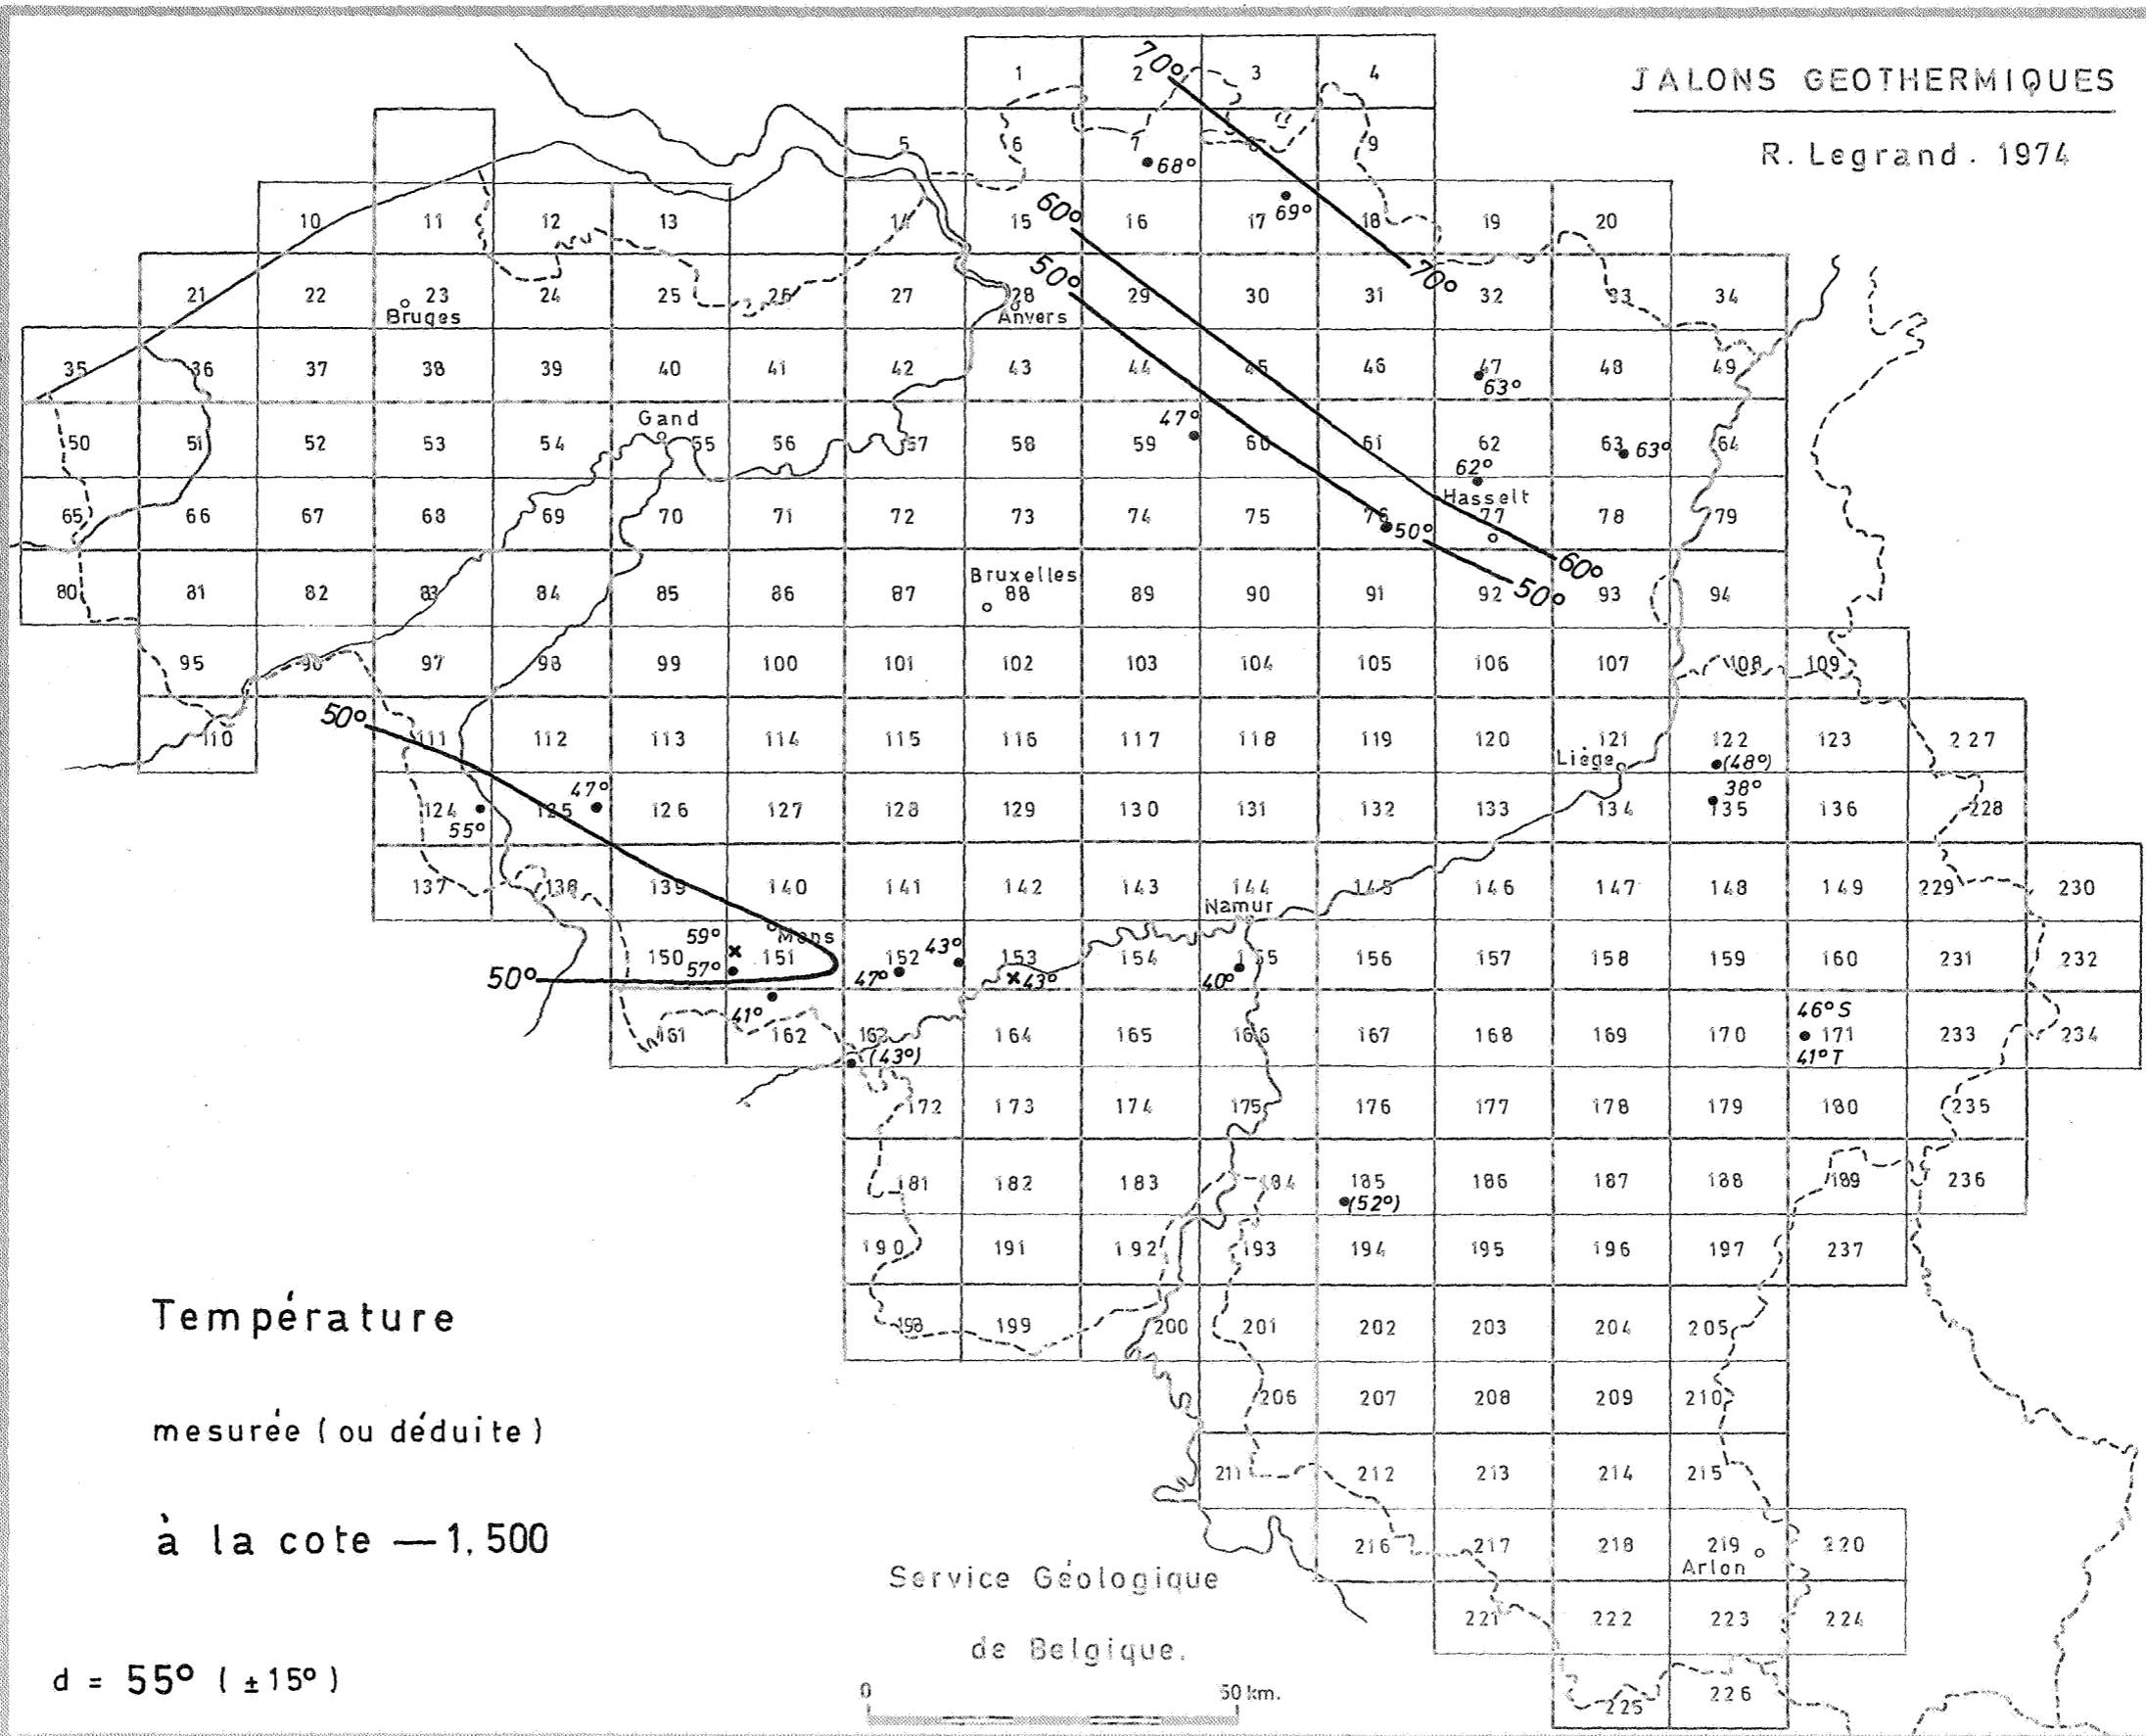 JALONS GEOTHERMIQUES
R. Legrand. 1974
1 2 70° 3 4
5 6 7 68° 8 9
10 11 12 13 14 15 60° 16 17 69° 18 19 20
21 22 23 24 25 26 27 28 50° 29 30 31 70° 32 33 34
Bruges Anvers
35 36 37 38 39 40 41 42 43 44 45 46 47 48 49
63°
Gand 47°
50 51 52 53 54 55 56 57 58 59 60 61 62 63 63° 64
62°
Hasselt
65 66 67 68 69 70 71 72 73 74 75 76 50° 77 78 79
60°
Bruxelles
80 81 82 83 84 85 86 87 88 89 90 91 92 50° 93 94
95 96 97 98 99 100 101 102 103 104 105 106 107 108 109
50°
110 111 112 113 114 115 116 117 118 119 120 121 122 123 227
Liège (48°)
47° 38°
124 125 126 127 128 129 130 131 132 133 134 135 136 228
55°
137 138 139 140 141 142 143 144 145 146 147 148 149 229 230
Namur
59° Mons 43°
150 151 152 153 154 155 156 157 158 159 160 231 232
50° 57° 47° 43° 40°
41° 46°S
161 162 163 164 165 166 167 168 169 170 171 233 234
(43°) 41°T
172 173 174 175 176 177 178 179 180 235
181 182 183 184 185 186 187 188 189 236
(52°)
190 191 192 193 194 195 196 197 237
198 199 200 201 202 203 204 205
206 207 208 209 210
211 212 213 214 215
216 217 218 219 220
Arlon
221 222 223 224
225 226
Température
mesurée (ou déduite)
à la cote — 1,500
d = 55° (±15°)
Service Géologique
de Belgique.
0 50 km.